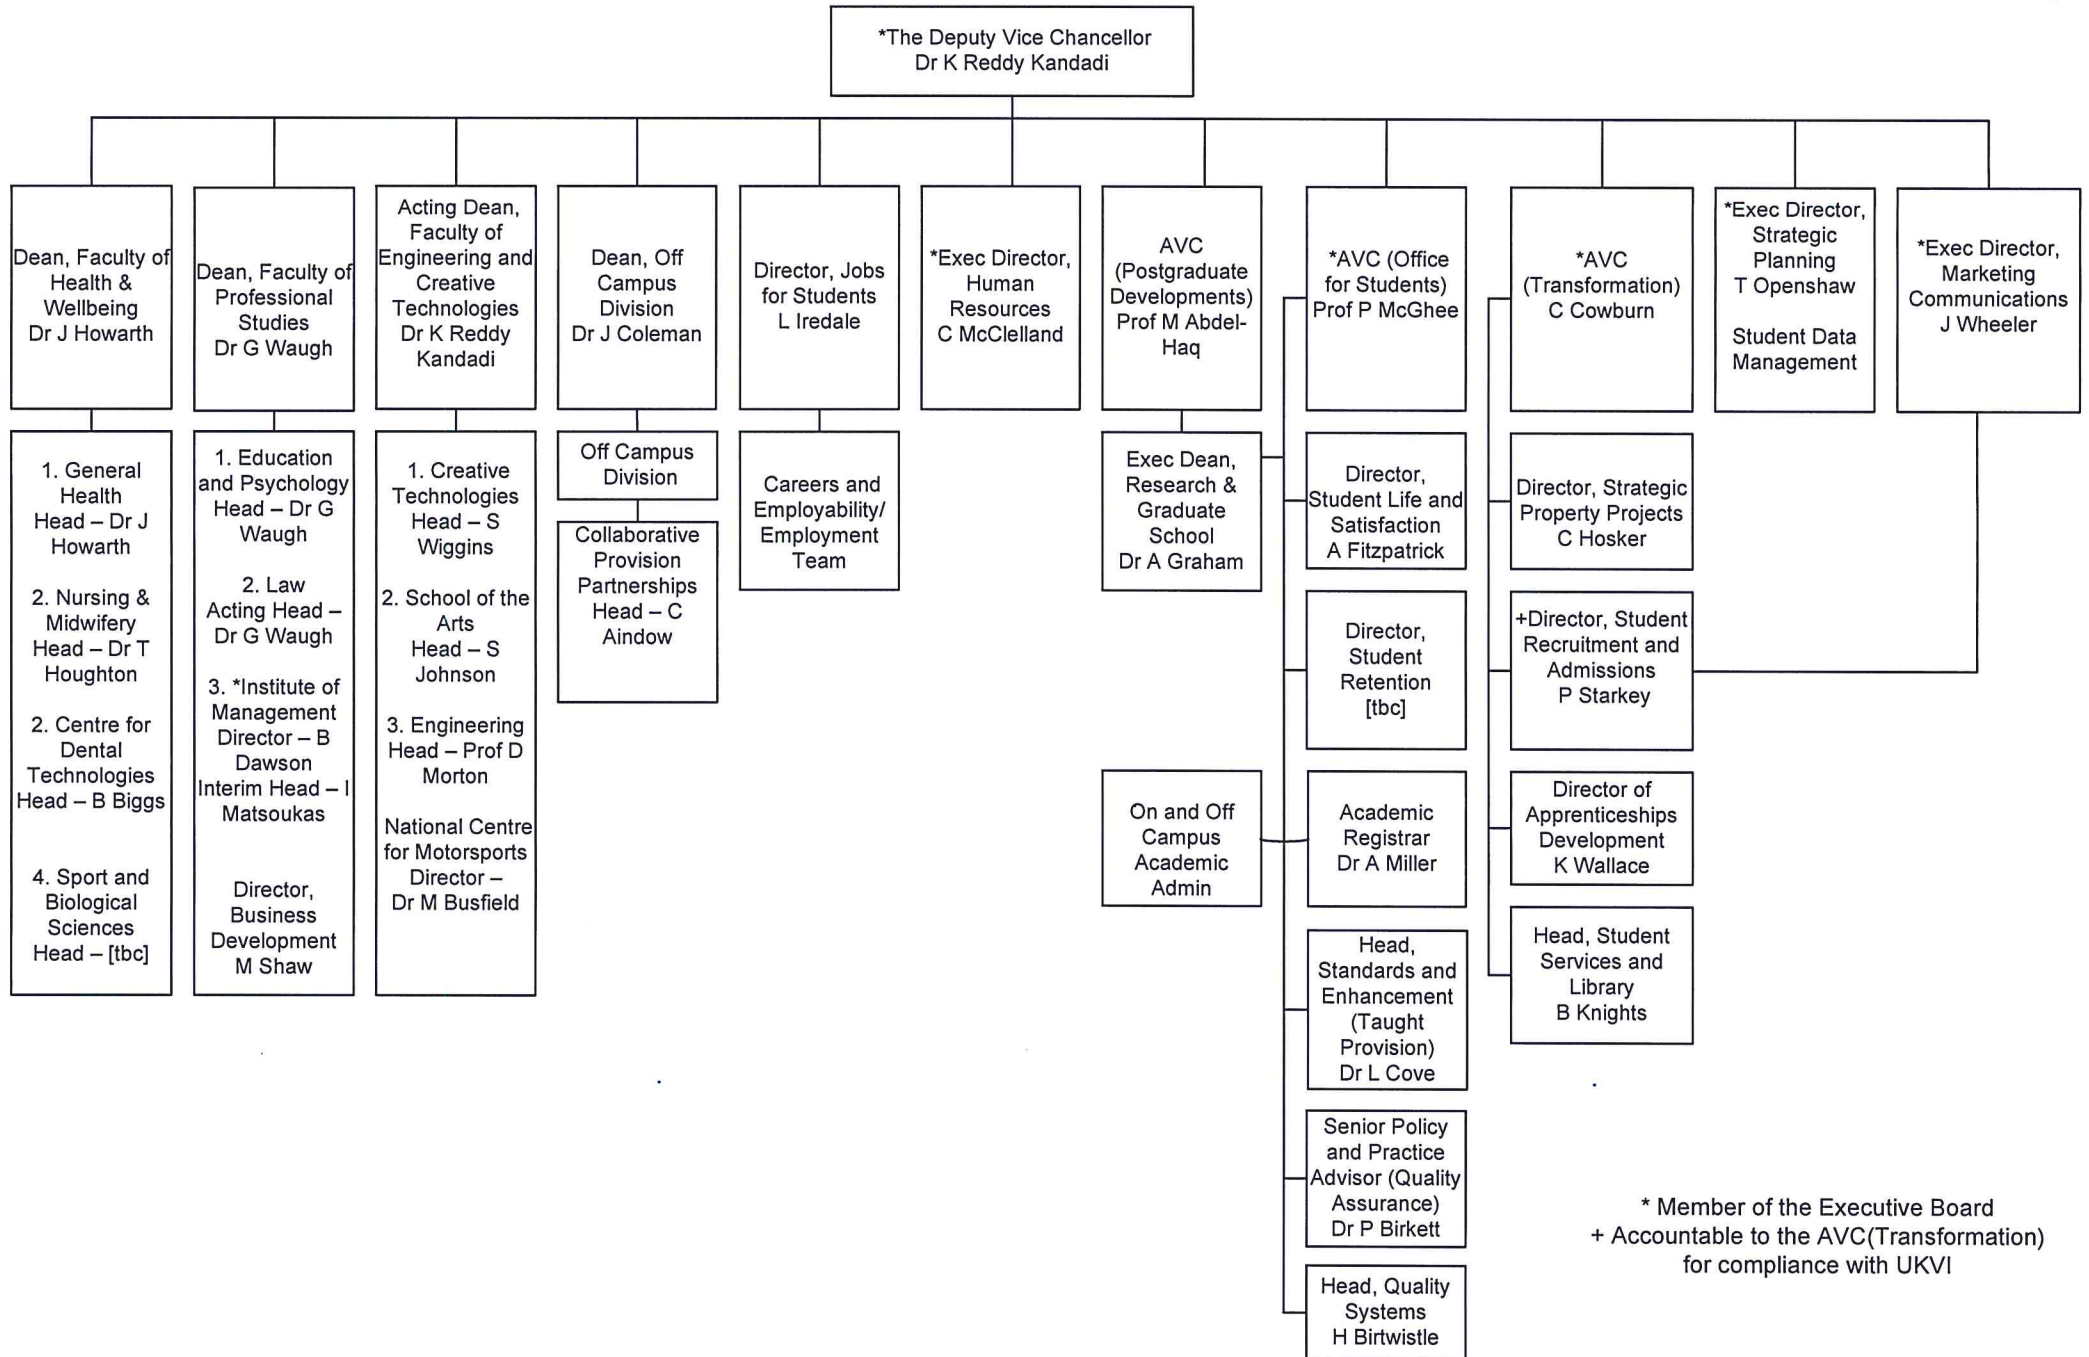 *The Deputy Vice Chancellor
Dr K Reddy Kandadi
Dean, Faculty of
Health &
Wellbeing
Dr J Howarth
Dean, Faculty of
Professional
Studies
Dr G Waugh
Acting Dean,
Faculty of
Engineering and
Creative
Technologies
Dr K Reddy
Kandadi
Dean, Off
Campus
Division
Dr J Coleman
Director, Jobs
for Students
L Iredale
*Exec Director,
Human
Resources
C McClelland
AVC
(Postgraduate
Developments)
Prof M Abdel-
Haq
*AVC (Office
for Students)
Prof P McGhee
*AVC
(Transformation)
C Cowburn
*Exec Director,
Strategic
Planning
T Openshaw
Student Data
Management
*Exec Director,
Marketing
Communications
J Wheeler
1. General
Health
Head – Dr J
Howarth
2. Nursing &
Midwifery
Head – Dr T
Houghton
2. Centre for
Dental
Technologies
Head – B Biggs
4. Sport and
Biological
Sciences
Head – [tbc]
1. Education
and Psychology
Head – Dr G
Waugh
2. Law
Acting Head –
Dr G Waugh
3. *Institute of
Management
Director – B
Dawson
Interim Head – I
Matsoukas
Director,
Business
Development
M Shaw
1. Creative
Technologies
Head – S
Wiggins
2. School of the
Arts
Head – S
Johnson
3. Engineering
Head – Prof D
Morton
National Centre
for Motorsports
Director –
Dr M Busfield
Off Campus
Division
Collaborative
Provision
Partnerships
Head – C
Aindow
Careers and
Employability/
Employment
Team
Exec Dean,
Research &
Graduate
School
Dr A Graham
On and Off
Campus
Academic
Admin
Director,
Student Life and
Satisfaction
A Fitzpatrick
Director,
Student
Retention
[tbc]
Academic
Registrar
Dr A Miller
Head,
Standards and
Enhancement
(Taught
Provision)
Dr L Cove
Senior Policy
and Practice
Advisor (Quality
Assurance)
Dr P Birkett
Head, Quality
Systems
H Birtwistle
Director, Strategic
Property Projects
C Hosker
+Director, Student
Recruitment and
Admissions
P Starkey
Director of
Apprenticeships
Development
K Wallace
Head, Student
Services and
Library
B Knights
* Member of the Executive Board
+ Accountable to the AVC(Transformation)
for compliance with UKVI